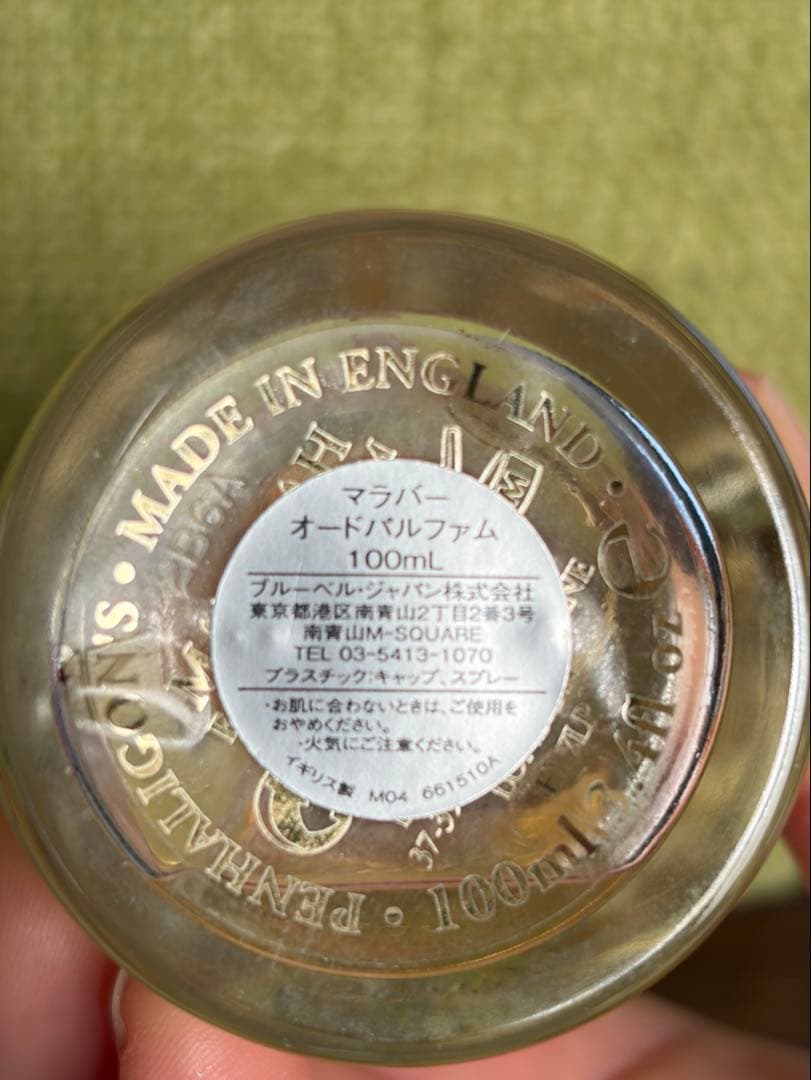 PENHALIGON'S • MADE IN ENGLAND •
100ml 3.4fl oz
マラバー
オードパルファム
100mL
ブルーベル・ジャパン株式会社
東京都港区南青山2丁目2番3号
南青山M-SQUARE
TEL 03-5413-1070
プラスチック:キャップ、スプレー
・お肌に合わないときは、ご使用を
おやめください。
・火気にご注意ください。
イギリス製 M04 661510A